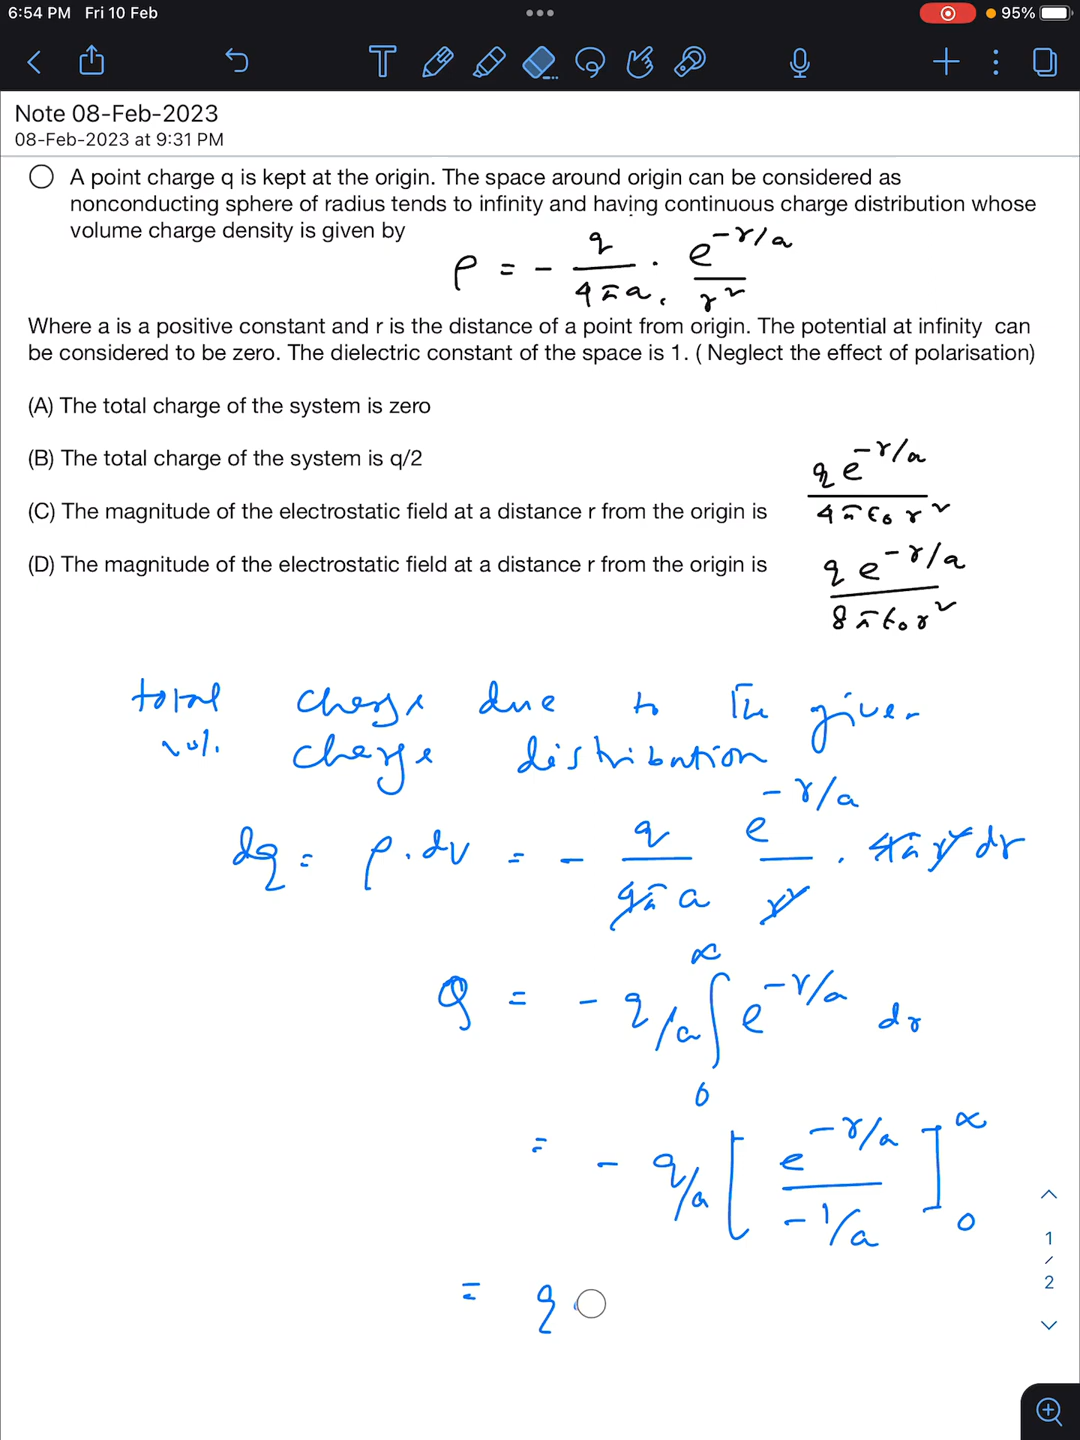 6:54 PM Fri 10 Feb
95%
T
Note 08-Feb-2023
08-Feb-2023 at 9:31 PM
A point charge q is kept at the origin. The space around origin can be considered as
nonconducting sphere of radius tends to infinity and having continuous charge distribution whose
volume charge density is given by
ρ = - q/4πa . e^-r/a / r²
Where a is a positive constant and r is the distance of a point from origin. The potential at infinity can
be considered to be zero. The dielectric constant of the space is 1. ( Neglect the effect of polarisation)
(A) The total charge of the system is zero
(B) The total charge of the system is q/2
(C) The magnitude of the electrostatic field at a distance r from the origin is q e^-r/a / 4πε₀r²
(D) The magnitude of the electrostatic field at a distance r from the origin is q e^-r/a / 8πε₀r²
total charge due to the given
vol. charge distribution
dq = ρ.dv = - q/4πa e^-r/a / r² . 4πr² dr
Q = - q/a ∫₀^∞ e^-r/a dr
= - q/a [ e^-r/a / -1/a ]₀^∞
= q
1
/
2